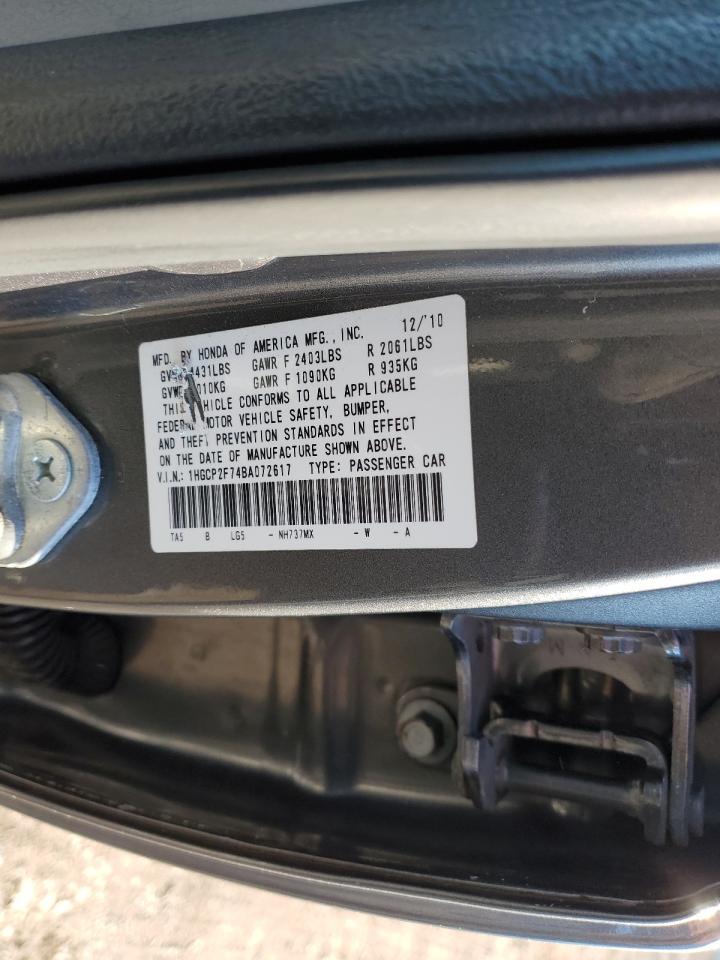 MFD. BY HONDA OF AMERICA MFG., INC. 12/'10
4431LBS GAWR F 2403LBS R 2061LBS
010KG GAWR F 1090KG R 935KG
VEHICLE CONFORMS TO ALL APPLICABLE
MOTOR VEHICLE SAFETY, BUMPER,
AND THEFT PREVENTION STANDARDS IN EFFECT
ON THE DATE OF MANUFACTURE SHOWN ABOVE.
V.I.N.: 1HGCP2F74BA072617 TYPE: PASSENGER CAR
TA5 B LG5 - NH737MX - W - A